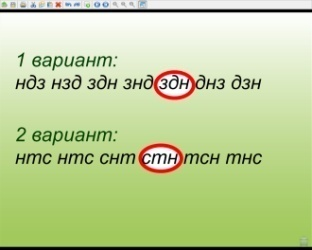 1 вариант:
ндз нзд здн знд здн днз дзн
2 вариант:
нтс нтс снт стн тсн тнс